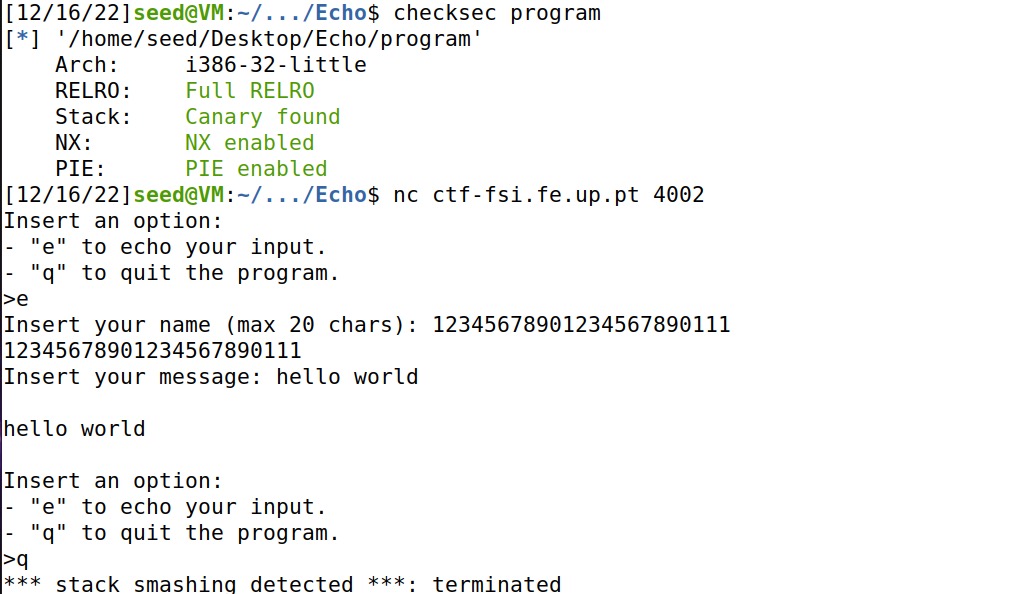 [12/16/22]seed@VM:~/.../Echo$ checksec program
[*] '/home/seed/Desktop/Echo/program'
    Arch:     i386-32-little
    RELRO:    Full RELRO
    Stack:    Canary found
    NX:       NX enabled
    PIE:      PIE enabled
[12/16/22]seed@VM:~/.../Echo$ nc ctf-fsi.fe.up.pt 4002
Insert an option:
- "e" to echo your input.
- "q" to quit the program.
>e
Insert your name (max 20 chars): 12345678901234567890111
12345678901234567890111
Insert your message: hello world

hello world

Insert an option:
- "e" to echo your input.
- "q" to quit the program.
>q
*** stack smashing detected ***: terminated